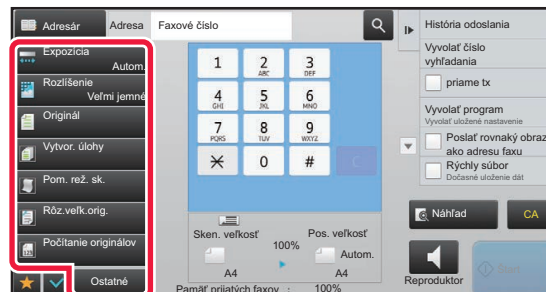 Adresár
Adresa
Faxové číslo
Expozícia
Autom.
Rozlíšenie
Veľmi jemné
Originál
Vytvor. úlohy
Pom. rež. sk.
Rôz.veľk.orig.
Počítanie originálov
Ostatné
1
2
ABC
3
DEF
4
GHI
5
JKL
6
MNO
7
PQRS
8
TUV
9
WXYZ
0
#
C
Sken. veľkosť
100%
Pos. veľkosť
Autom.
A4
A4
Pamäť prijatých faxov : 100%
História odoslania
Vyvolať číslo
vyhľadania
priame tx
Vyvolať program
Vyvolať uložené nastavenie
Poslať rovnaký obraz
ako adresu faxu
Rýchly súbor
Dočasné uloženie dát
Náhľad
CA
Reproduktor
Štart